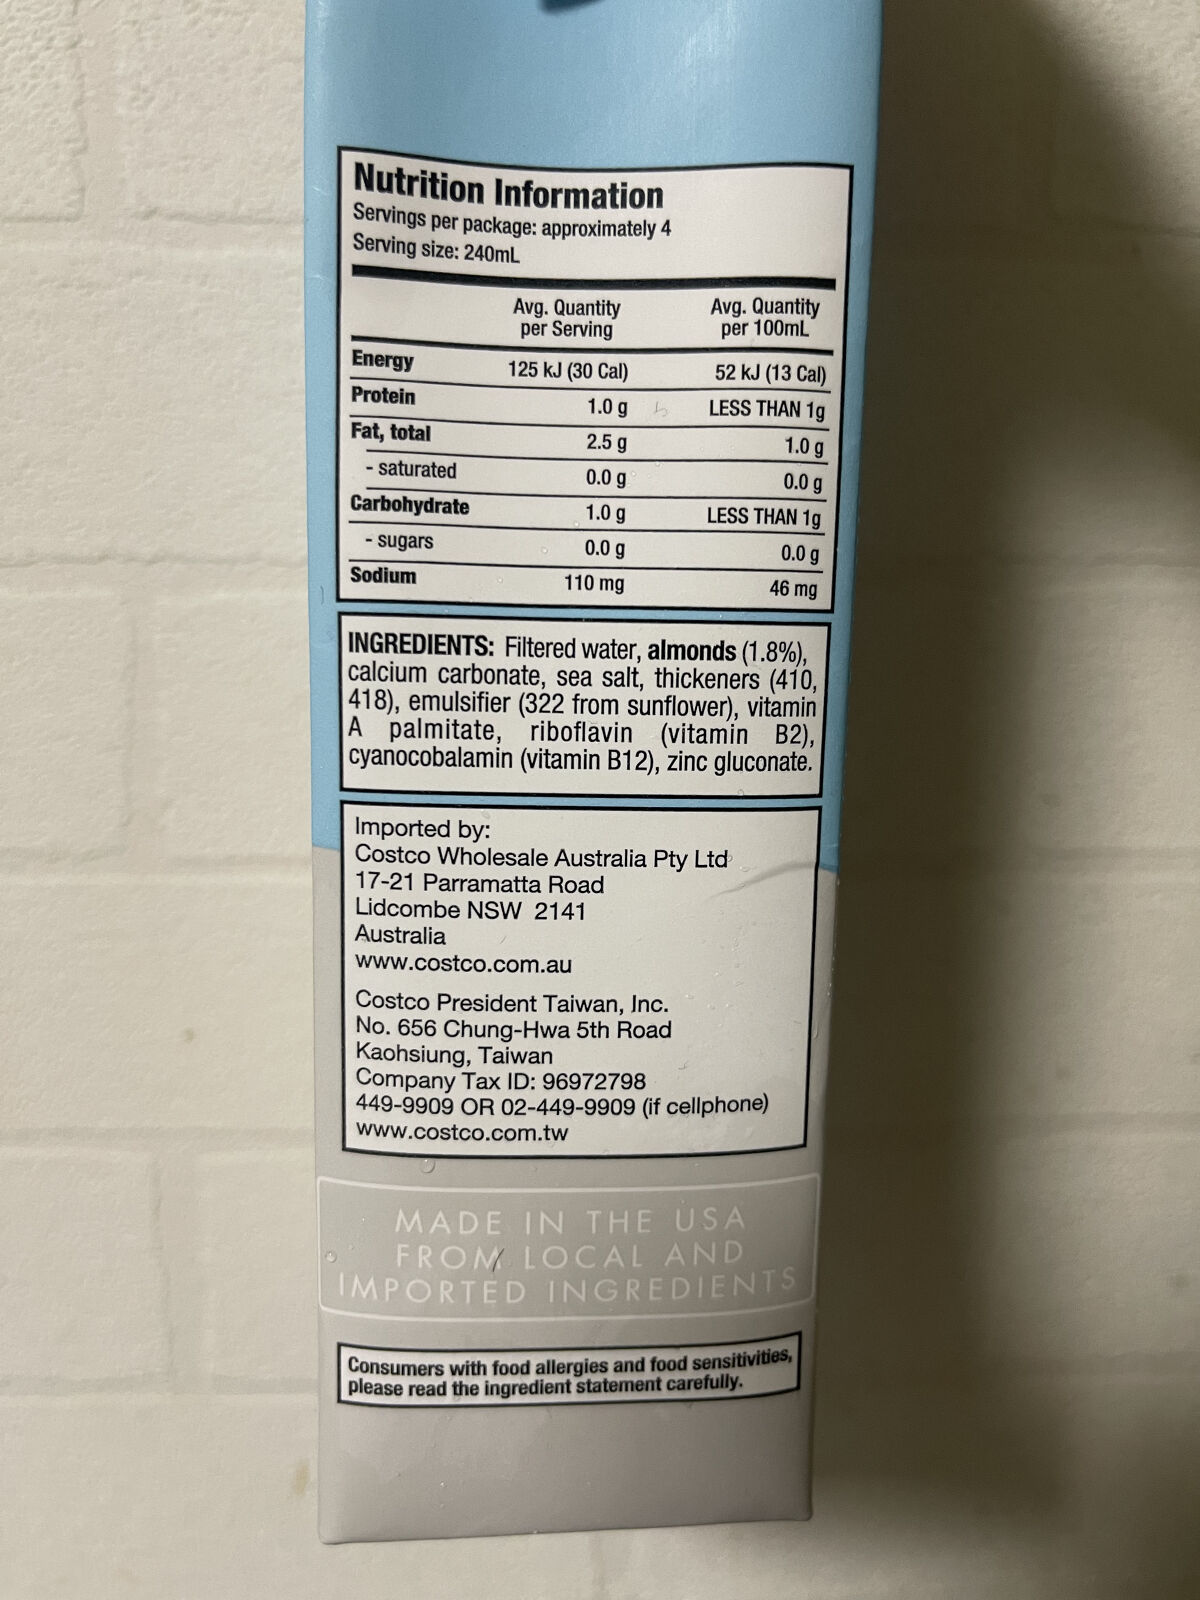 Nutrition Information
Servings per package: approximately 4
Serving size: 240mL
Avg. Quantity per Serving Avg. Quantity per 100mL
Energy 125 kJ (30 Cal) 52 kJ (13 Cal)
Protein 1.0 g LESS THAN 1g
Fat, total 2.5 g 1.0 g
- saturated 0.0 g 0.0 g
Carbohydrate 1.0 g LESS THAN 1g
- sugars 0.0 g 0.0 g
Sodium 110 mg 46 mg
INGREDIENTS: Filtered water, almonds (1.8%),
calcium carbonate, sea salt, thickeners (410,
418), emulsifier (322 from sunflower), vitamin
A palmitate, riboflavin (vitamin B2),
cyanocobalamin (vitamin B12), zinc gluconate.
Imported by:
Costco Wholesale Australia Pty Ltd
17-21 Parramatta Road
Lidcombe NSW 2141
Australia
www.costco.com.au
Costco President Taiwan, Inc.
No. 656 Chung-Hwa 5th Road
Kaohsiung, Taiwan
Company Tax ID: 96972798
449-9909 OR 02-449-9909 (if cellphone)
www.costco.com.tw
MADE IN THE USA
FROM LOCAL AND
IMPORTED INGREDIENTS
Consumers with food allergies and food sensitivities,
please read the ingredient statement carefully.